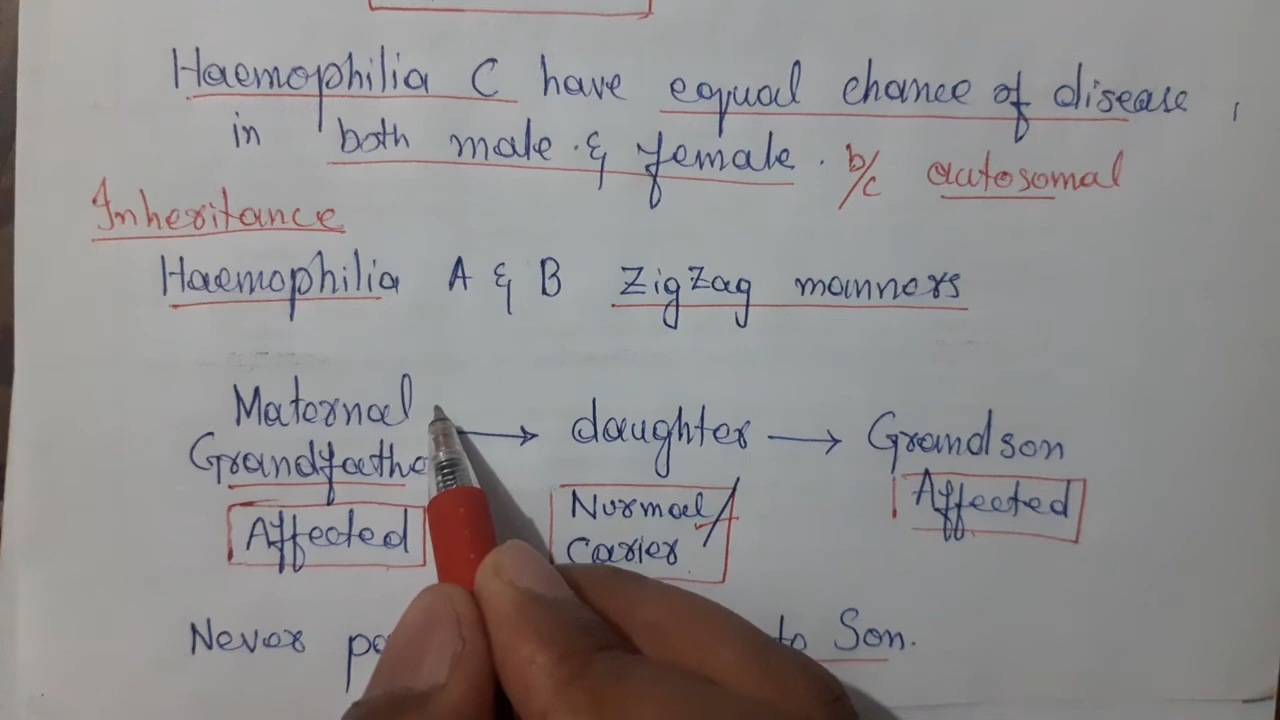 Haemophilia C have equal chance of disease,
in both male & female. b/c autosomal
Inheritance
Haemophilia A & B ZigZag manners
Maternal
Grandfathe → daughter → Grandson
Affected Normal/ Affected
Carier
Never to Son.